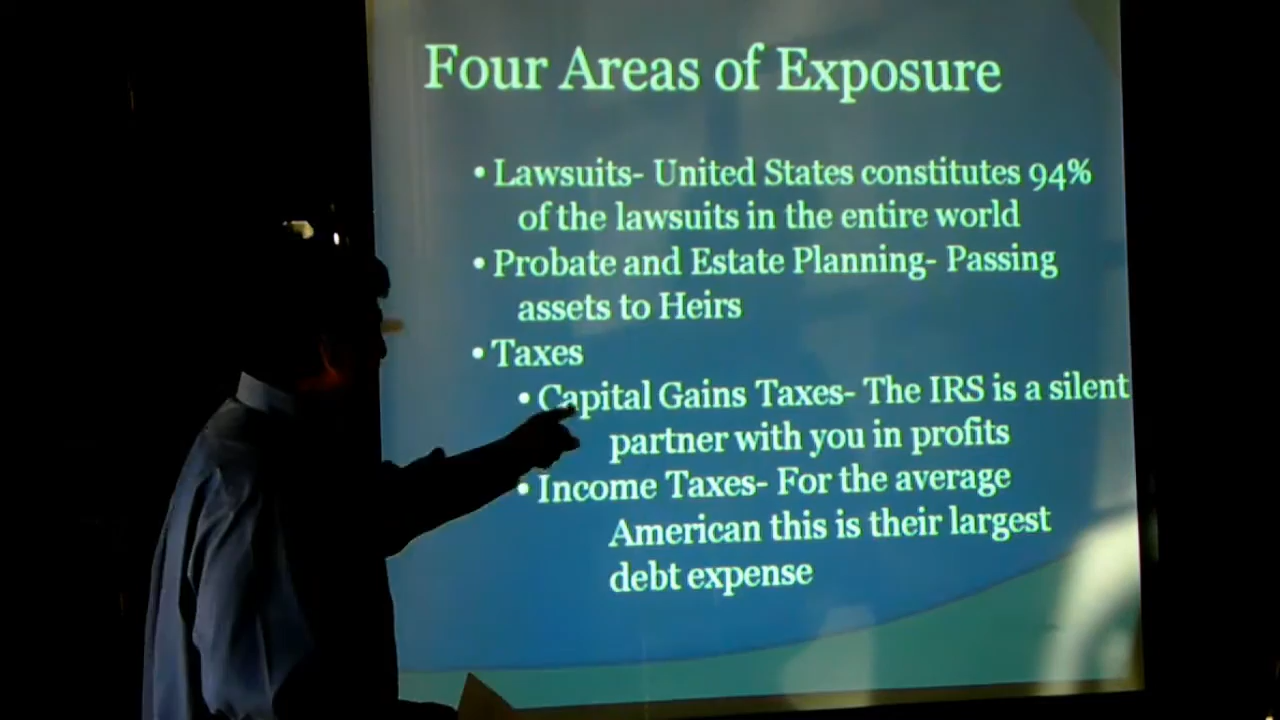 Four Areas of Exposure
• Lawsuits- United States constitutes 94%
of the lawsuits in the entire world
• Probate and Estate Planning- Passing
assets to Heirs
• Taxes
• Capital Gains Taxes- The IRS is a silent
partner with you in profits
• Income Taxes- For the average
American this is their largest
debt expense